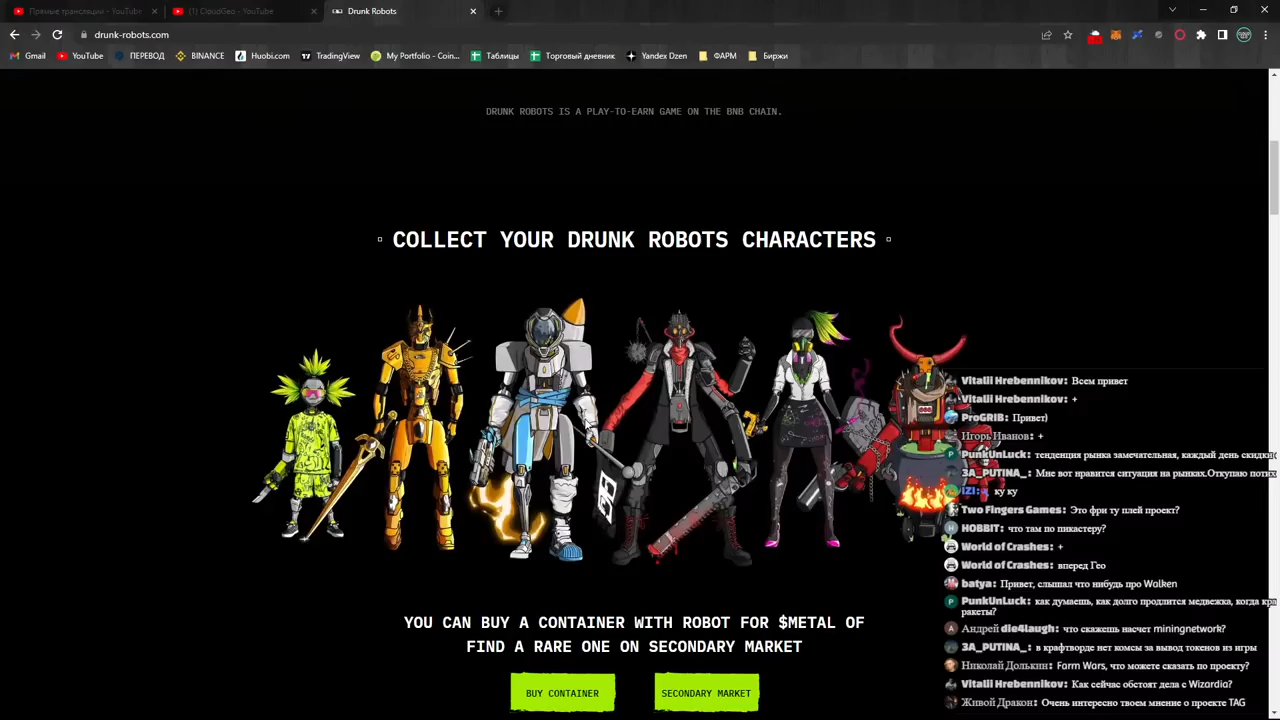 Прямые трансляции - YouTube
(1) CloudGeo - YouTube
Drunk Robots
drunk-robots.com
Gmail
YouTube
ПЕРЕВОД
BINANCE
Huobi.com
TradingView
My Portfolio - Coin...
Таблицы
Торговый дневник
Yandex Dzen
ФАРМ
Биржи
DRUNK ROBOTS IS A PLAY-TO-EARN GAME ON THE BNB CHAIN.
COLLECT YOUR DRUNK ROBOTS CHARACTERS
Vitalii Hrebennikov: Всем привет
Vitalii Hrebennikov: +
ProGRIB: Привет)
Игорь Иванов: +
PunkUnLuck: тенденция рынка замечательная, каждый день скидки
ЗА_PUTINA_: Мне вот нравится ситуация на рынках.Откупаю
IZI: ку ку
Two Fingers Games: Это фри ту плей проект?
HOBBIT: что там по пикастеру?
World of Crashes: +
World of Crashes: вперед Гео
batya: Привет, слышал что нибудь про Walken
PunkUnLuck: как думаешь, как долго продлится медвежка, когда
ракеты?
Андрей die4laugh: что скажешь насчет miningnetwork?
ЗА_PUTINA_: в крафтворде нет комсы за вывод токенов из игры
Николай Долькин: Farm Wars, что можете сказать по проекту?
Vitalii Hrebennikov: Как сейчас обстоят дела с Wizardia?
Живой Дракон: Очень интересно твоем мнение о проекте TAG
YOU CAN BUY A CONTAINER WITH ROBOT FOR $METAL OF
FIND A RARE ONE ON SECONDARY MARKET
BUY CONTAINER
SECONDARY MARKET